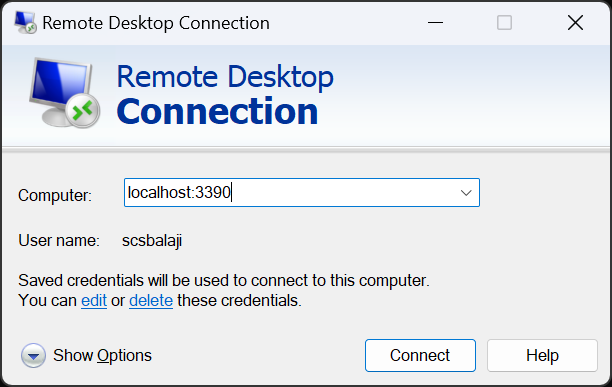 Remote Desktop Connection
Remote Desktop
Connection
Computer: localhost:3390
User name: scsbalaji
Saved credentials will be used to connect to this computer.
You can edit or delete these credentials.
Show Options Connect Help